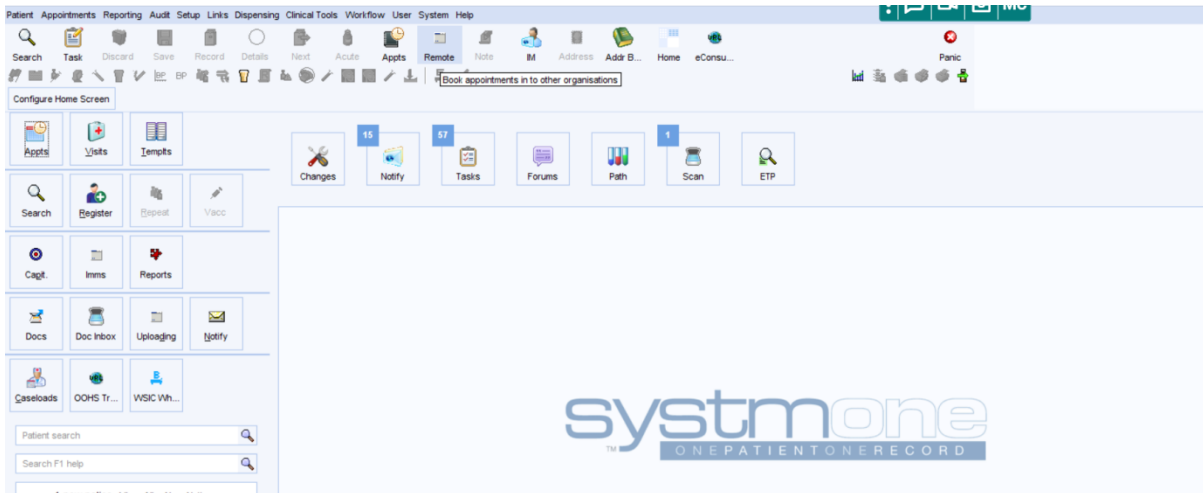 Patient Appointments Reporting Audit Setup Links Dispensing Clinical Tools Workflow User System Help
MC
Search Task Discard Save Record Details Next Acute Appts Remote Note IM Address Addr B... Home eConsu... Panic
BP BP
Book appointments in to other organisations
Configure Home Screen
Appts Visits Templts
15 57 1
Changes Notify Tasks Forums Path Scan ETP
Search Register Repeat Vacc
Capit. Imms Reports
Docs Doc Inbox Uploading Notify
Caseloads OOHS Tr... WSIC Wh...
Patient search
Search F1 help
systmone
TM ONEPATIENTONERECORD